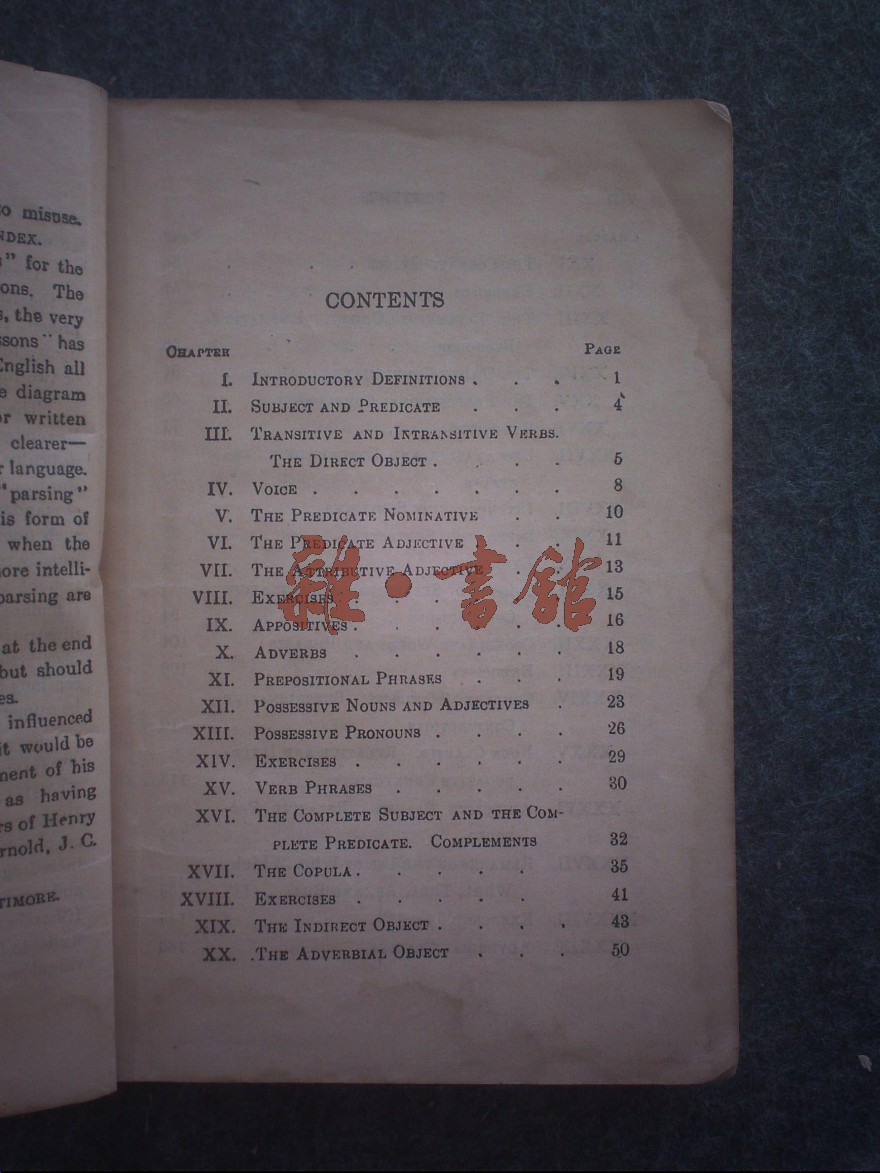 o misuse.
NDEX.
" for the
ons. The
s, the very
ssons" has
English all
e diagram
or written
clearer—
r language.
"parsing"
is form of
when the
ore intelli-
parsing are
at the end
but should
es.
influenced
it would be
ment of his
as having
rs of Henry
rnold, J. C.
TIMORE.
CONTENTS
CHAPTER PAGE
I. INTRODUCTORY DEFINITIONS . . . 1
II. SUBJECT AND PREDICATE . . . 4
III. TRANSITIVE AND INTRANSITIVE VERBS.
THE DIRECT OBJECT . . . . 5
IV. VOICE . . . . . . . 8
V. THE PREDICATE NOMINATIVE . . 10
VI. THE PREDICATE ADJECTIVE . . 11
VII. THE ATTRIBUTIVE ADJECTIVE . . 13
VIII. EXERCISES . . . . . . 15
IX. APPOSITIVES . . . . . . 16
X. ADVERBS . . . . . . 18
XI. PREPOSITIONAL PHRASES . . . 19
XII. POSSESSIVE NOUNS AND ADJECTIVES . 23
XIII. POSSESSIVE PRONOUNS . . . . 26
XIV. EXERCISES . . . . . . 29
XV. VERB PHRASES . . . . . 30
XVI. THE COMPLETE SUBJECT AND THE COM-
PLETE PREDICATE. COMPLEMENTS 32
XVII. THE COPULA . . . . . 35
XVIII. EXERCISES . . . . . 41
XIX. THE INDIRECT OBJECT . . . . 43
XX. THE ADVERBIAL OBJECT . . . 50
雜·書館